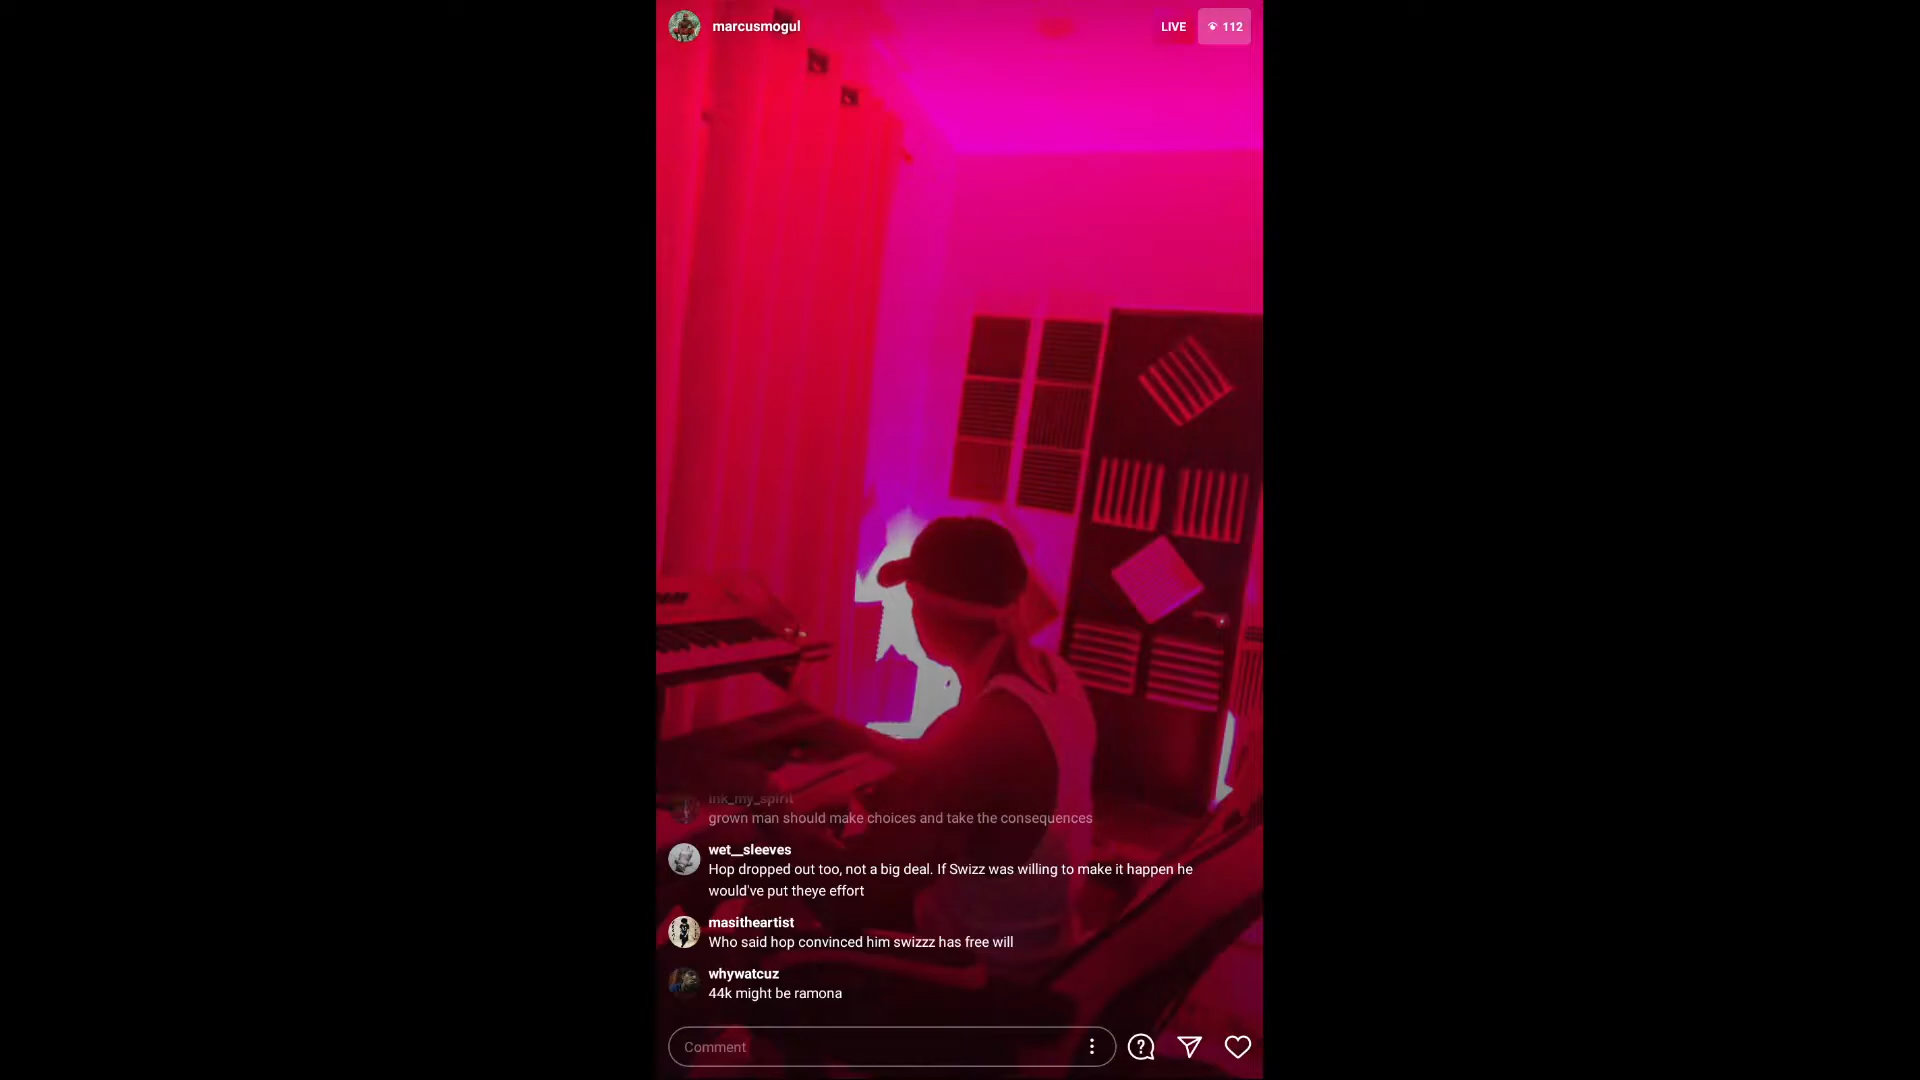 marcusmogul
LIVE
112
ink_my_spirit
grown man should make choices and take the consequences
wet__sleeves
Hop dropped out too, not a big deal. If Swizz was willing to make it happen he
would've put theye effort
masitheartist
Who said hop convinced him swizzz has free will
whywatcuz
44k might be ramona
Comment